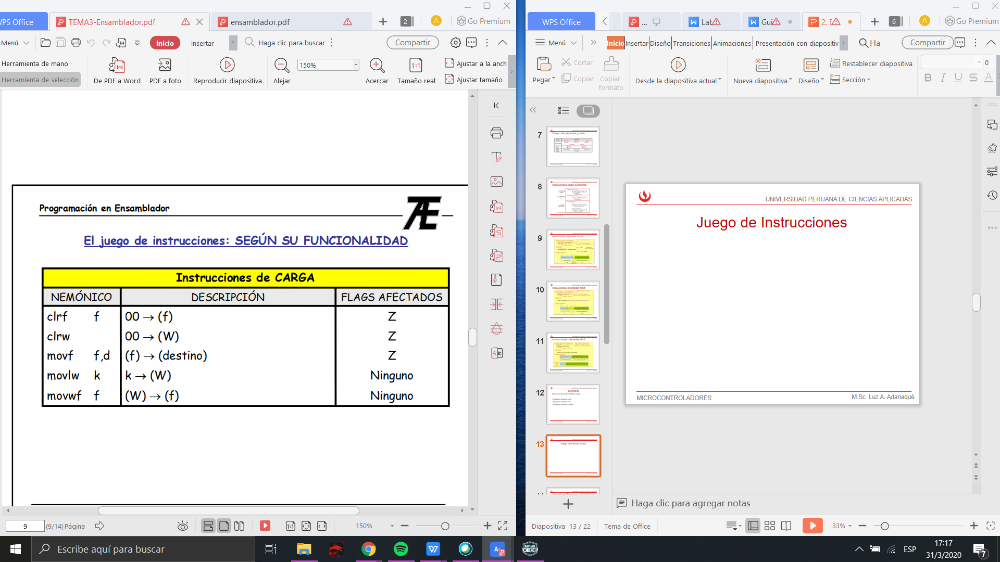 WPS Office
TEMA3-Ensamblador.pdf
ensamblador.pdf
2
A
Go Premium
Menú
Inicio
Insertar
Haga clic para buscar
Compartir
Herramienta de mano
Herramienta de selección
De PDF a Word
PDF a foto
Reproducir diapositiva
Alejar
150%
Acercar
1:1
Tamaño real
Ajustar a la anch
Ajustar tamaño
Programación en Ensamblador
El juego de instrucciones: SEGÚN SU FUNCIONALIDAD
Instrucciones de CARGA
NEMÓNICO DESCRIPCIÓN FLAGS AFECTADOS
clrf f 00 → (f) Z
clrw 00 → (W) Z
movf f,d (f) → (destino) Z
movlw k k → (W) Ninguno
movwf f (W) → (f) Ninguno
9 (9/14) Página
150%
WPS Office
...
Lab
Gui
2. [
6
A
Go Premium
Menú
Inicio Insertar Diseño Transiciones Animaciones Presentación con diapositiv
Ha
Compartir
Pegar
Cortar
Copiar
Copiar
formato
Desde la diapositiva actual
Nueva diapositiva
Diseño
Restablecer diapositiva
Sección
0
B I U S A
7
Campo de operandos y datos
8
Instrucciones según su formato
9
Instrucciones orientadas al byte
10
Instrucciones orientadas al bit
11
Instrucciones orientadas al bit
12
Ejercicios
13
Juego de Instrucciones
UNIVERSIDAD PERUANA DE CIENCIAS APLICADAS
Juego de Instrucciones
MICROCONTROLADORES
M.Sc. Luz A. Adanaqué
Haga clic para agregar notas
Diapositiva 13 / 22
Tema de Office
33%
Escribe aquí para buscar
ESP
17:17
31/3/2020
7